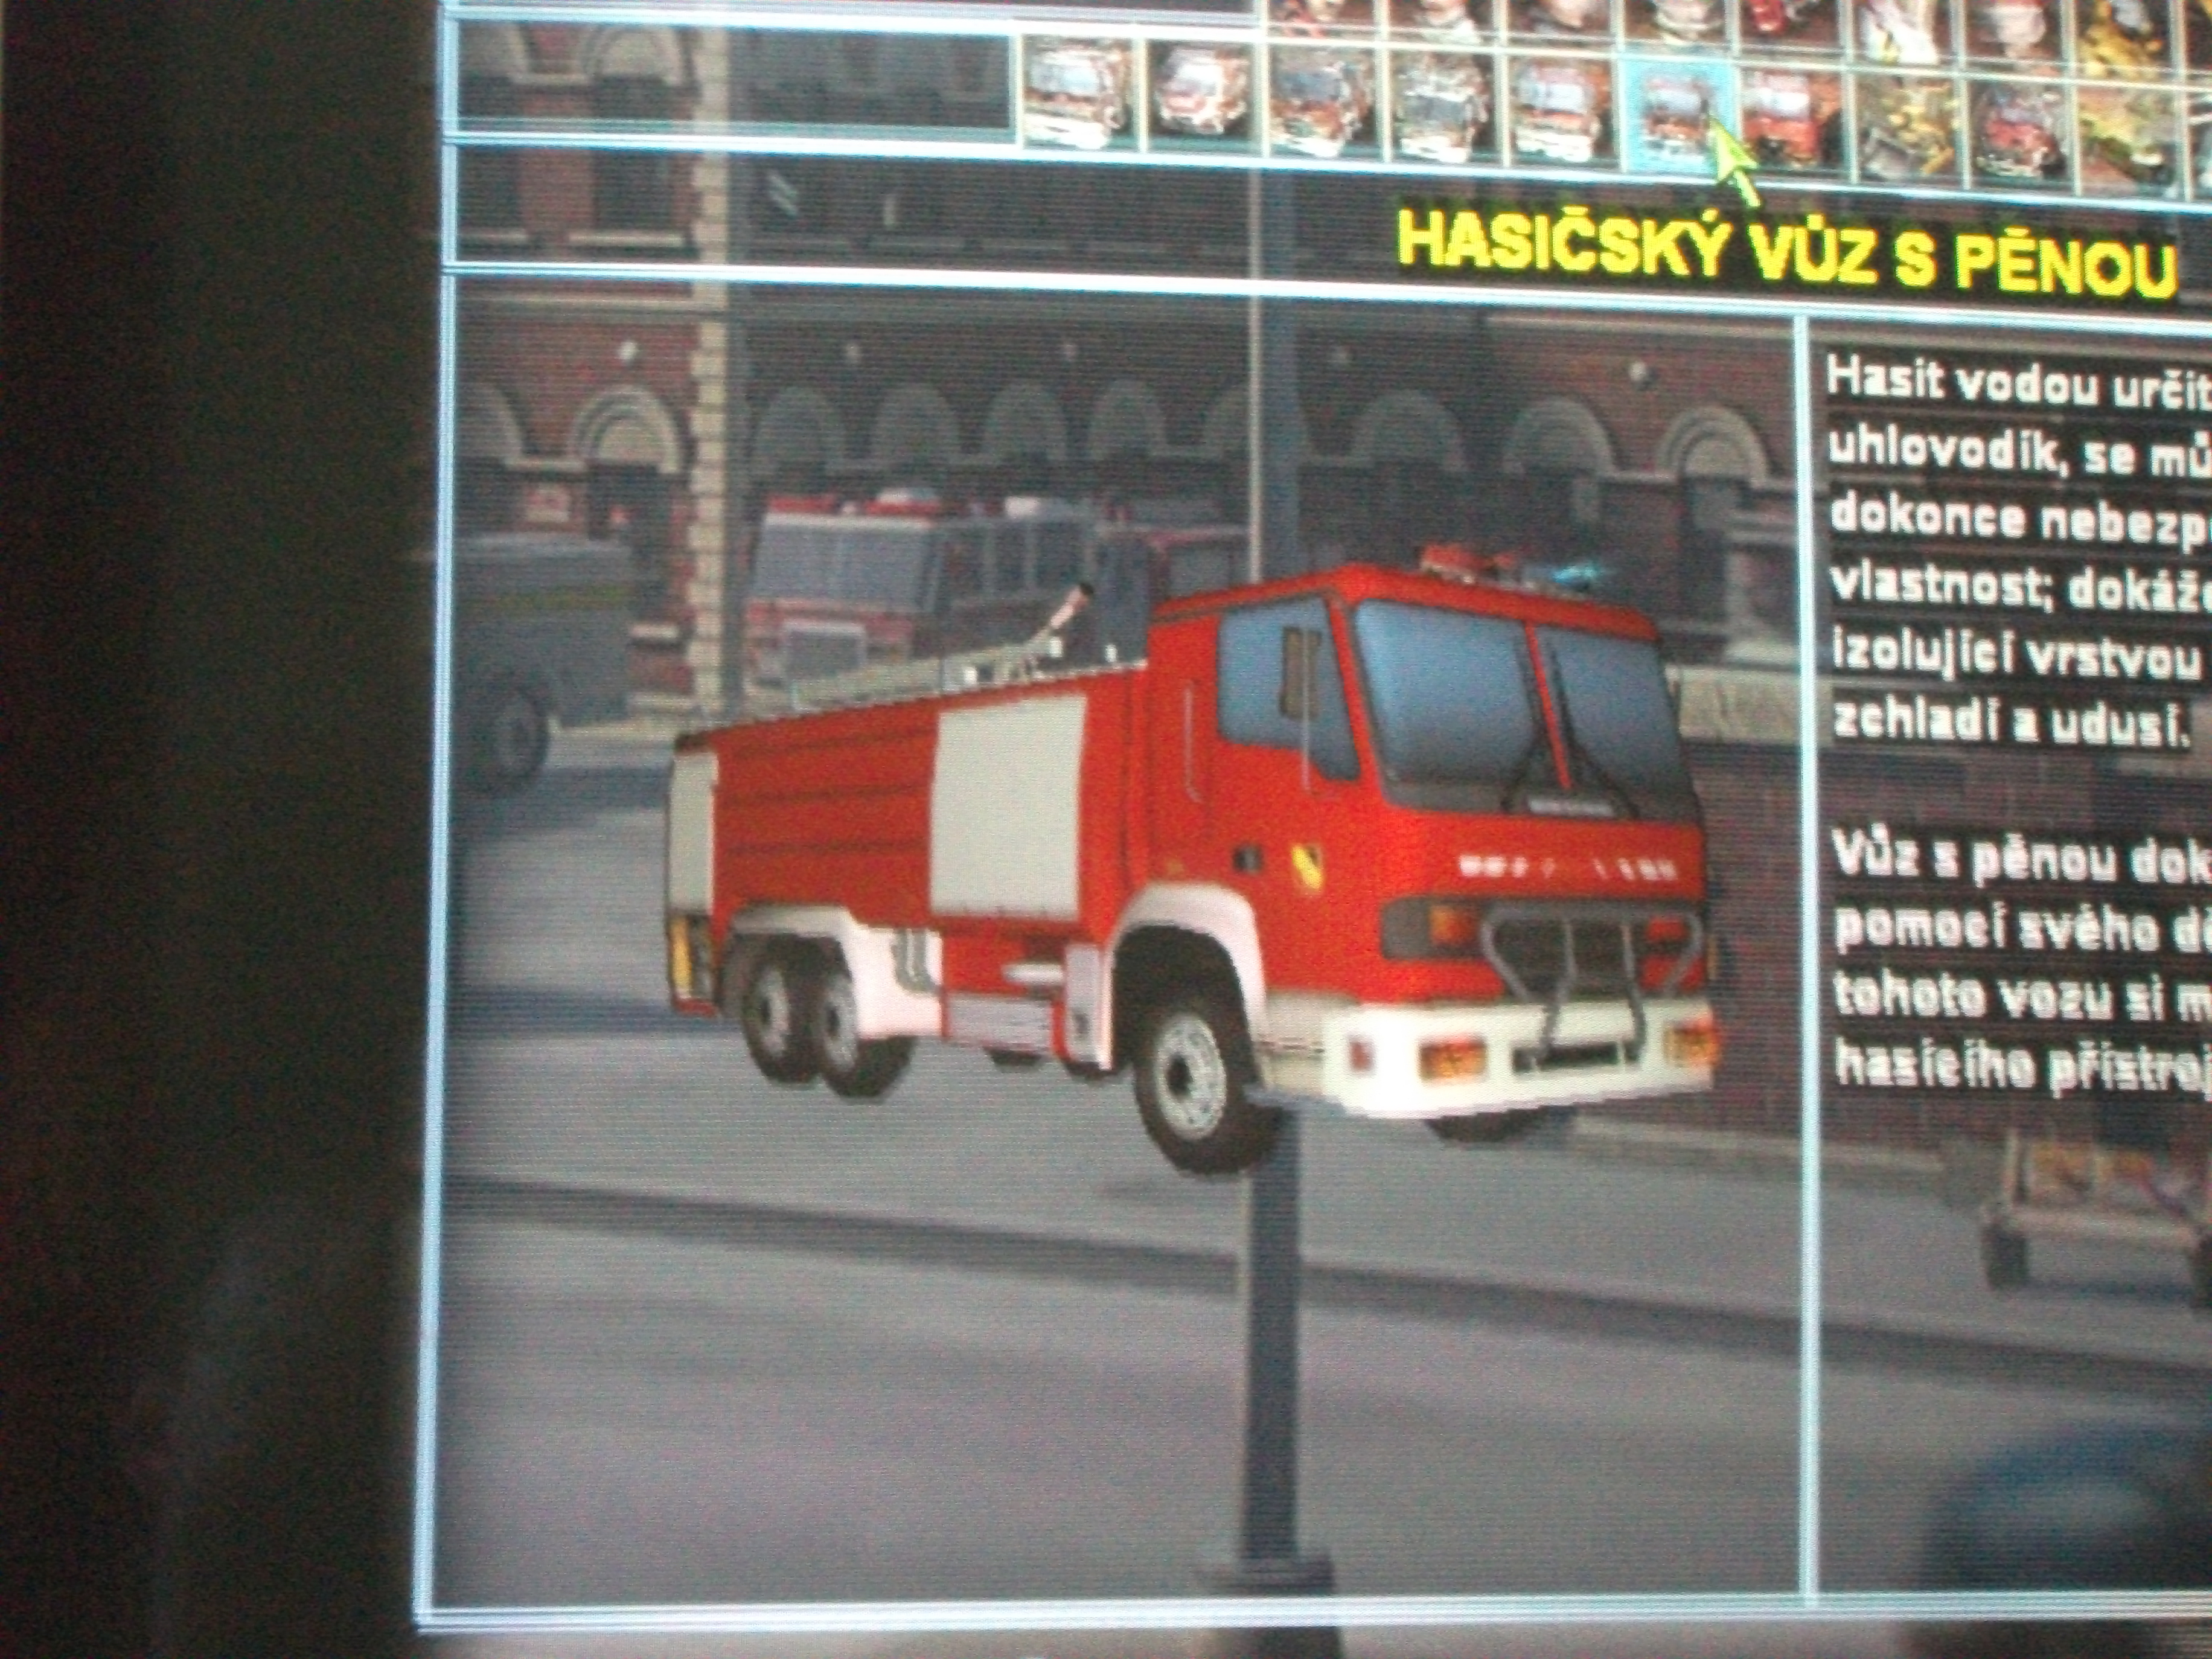 HASIČSKÝ VŮZ S PĚNOU
Hasit vodou určit
uhlovodík, se mů
dokonce nebezp
vlastnost; dokáž
izolující vrstvou
zchladí a udusí.
Vůz s pěnou dok
pomocí svého d
tohoto vozu si m
hasicího přístroj